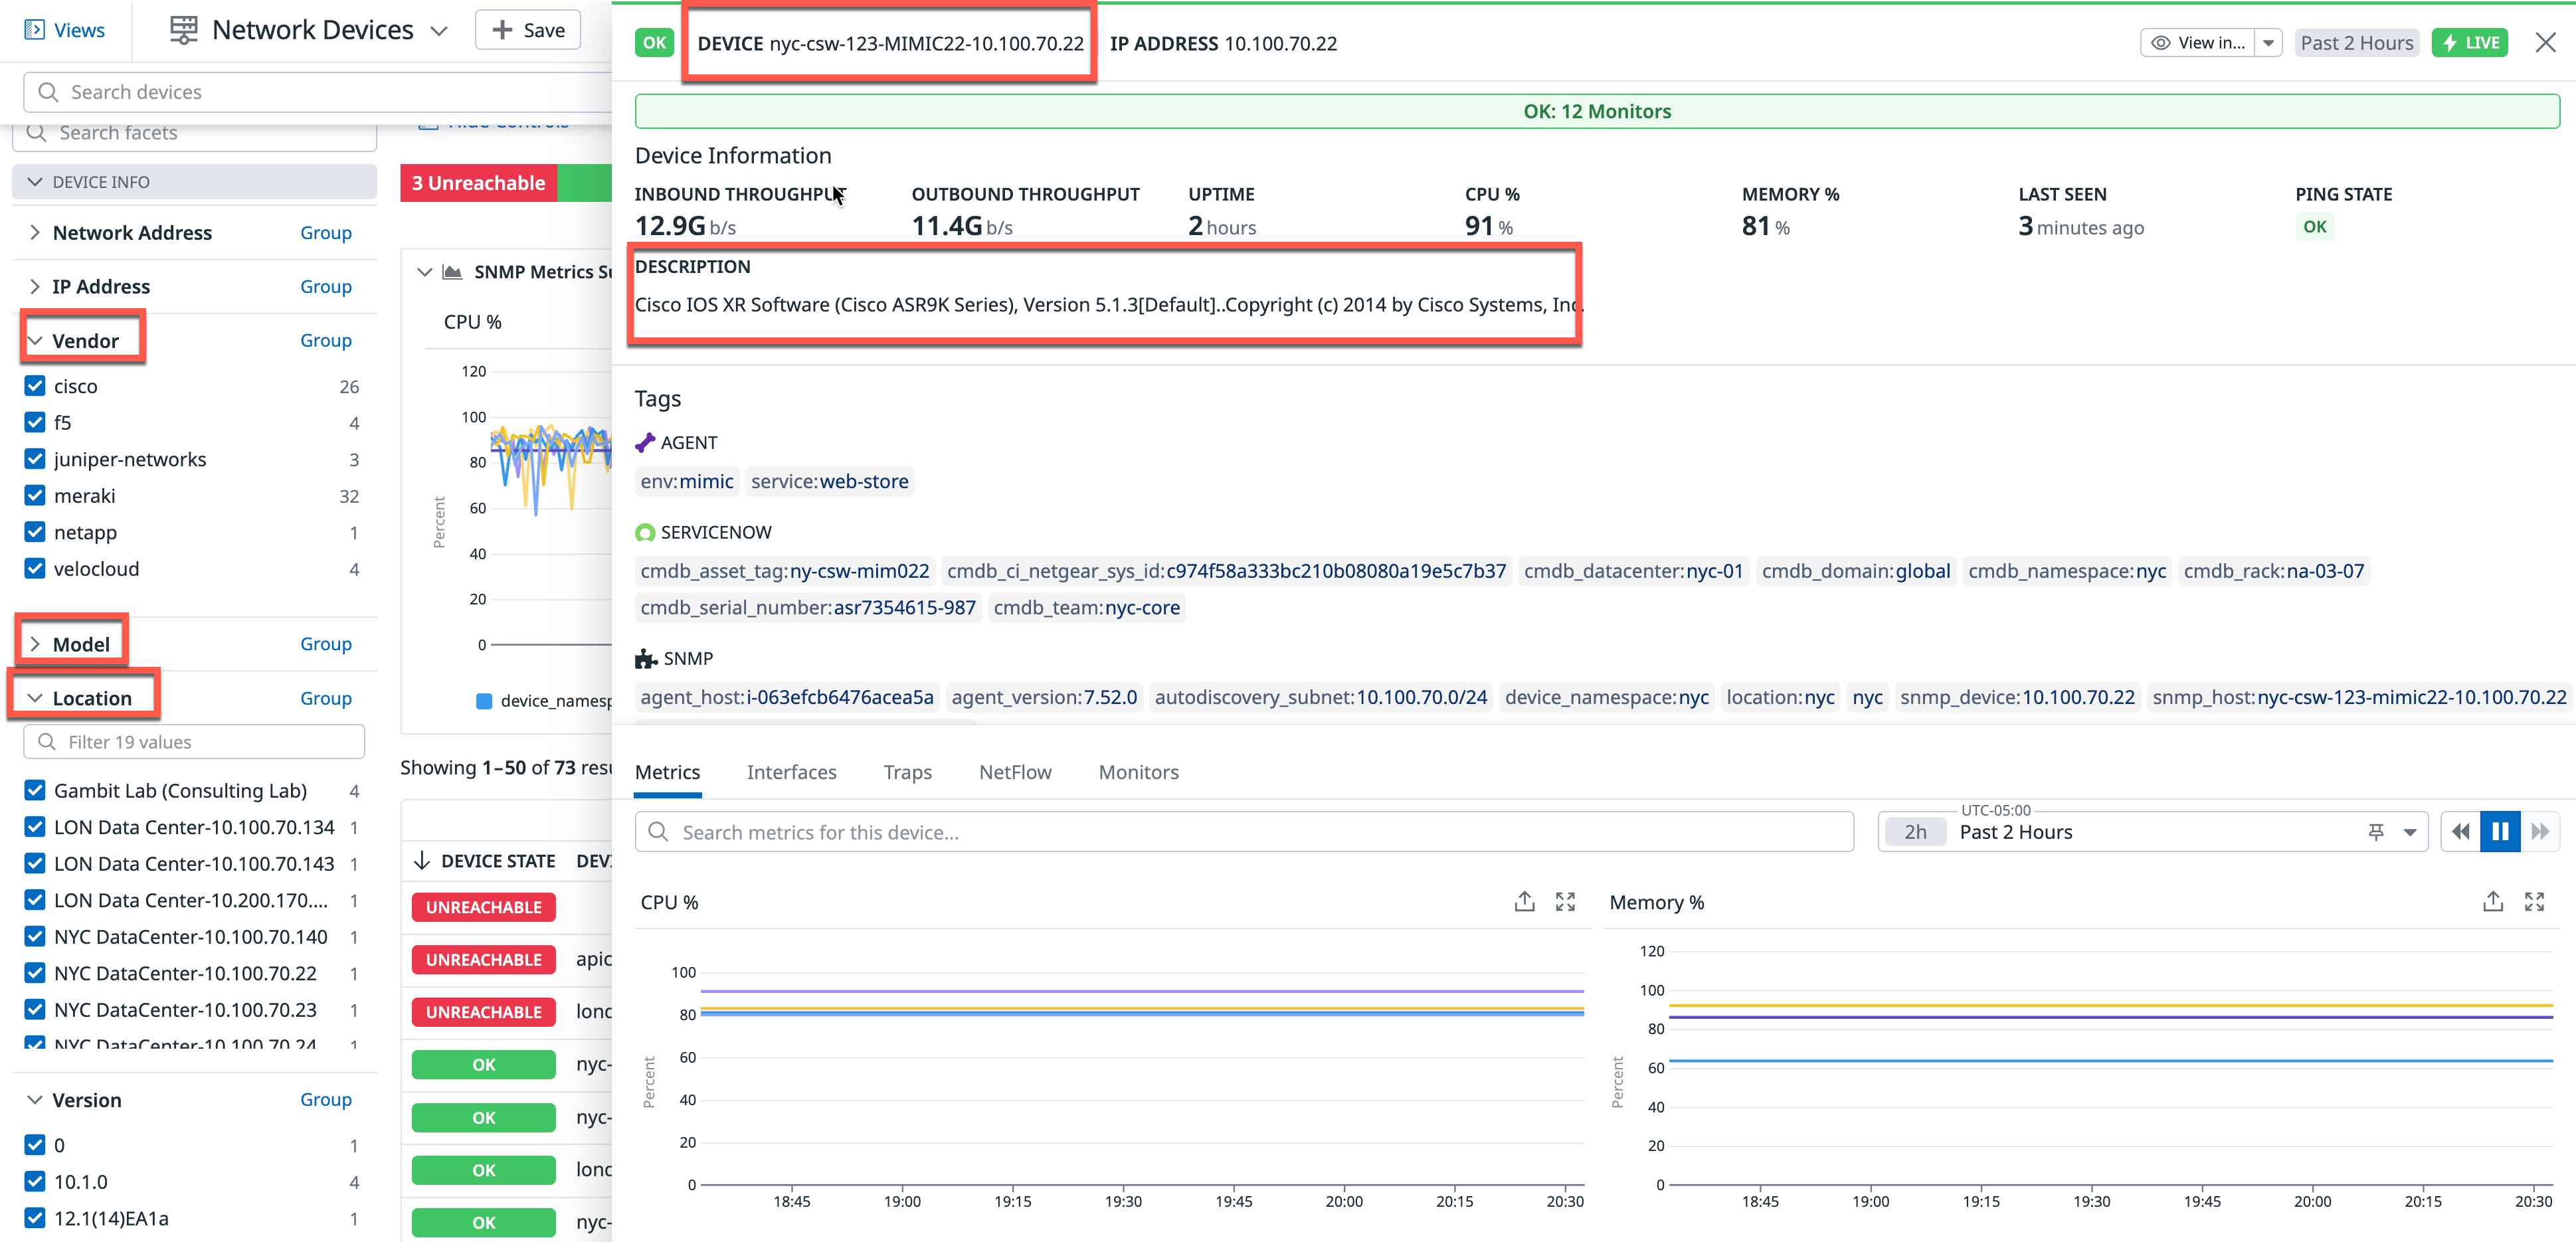 Views
Network Devices
Save
Search devices
Search facets
Hide Controls
DEVICE INFO
Network Address Group
IP Address Group
Vendor Group
cisco 26
f5 4
juniper-networks 3
meraki 32
netapp 1
velocloud 4
Model Group
Location Group
Filter 19 values
Gambit Lab (Consulting Lab) 4
LON Data Center-10.100.70.134 1
LON Data Center-10.100.70.143 1
LON Data Center-10.200.170.... 1
NYC DataCenter-10.100.70.140 1
NYC DataCenter-10.100.70.22 1
NYC DataCenter-10.100.70.23 1
NYC DataCenter-10.100.70.24 1
Version Group
0 1
10.1.0 4
12.1(14)EA1a 1
3 Unreachable
SNMP Metrics Su
CPU %
120
100
80
60
40
20
0
Percent
device_namesp
Showing 1–50 of 73 resu
DEVICE STATE DEVI
UNREACHABLE
UNREACHABLE apic
UNREACHABLE lond
OK nyc-
OK nyc-
OK lond
OK nyc-
OK DEVICE nyc-csw-123-MIMIC22-10.100.70.22 IP ADDRESS 10.100.70.22
View in... Past 2 Hours LIVE
OK: 12 Monitors
Device Information
INBOUND THROUGHPUT OUTBOUND THROUGHPUT UPTIME CPU % MEMORY % LAST SEEN PING STATE
12.9G b/s 11.4G b/s 2 hours 91 % 81 % 3 minutes ago OK
DESCRIPTION
Cisco IOS XR Software (Cisco ASR9K Series), Version 5.1.3[Default]..Copyright (c) 2014 by Cisco Systems, Inc.
Tags
AGENT
env:mimic service:web-store
SERVICENOW
cmdb_asset_tag:ny-csw-mim022 cmdb_ci_netgear_sys_id:c974f58a333bc210b08080a19e5c7b37 cmdb_datacenter:nyc-01 cmdb_domain:global cmdb_namespace:nyc cmdb_rack:na-03-07
cmdb_serial_number:asr7354615-987 cmdb_team:nyc-core
SNMP
agent_host:i-063efcb6476acea5a agent_version:7.52.0 autodiscovery_subnet:10.100.70.0/24 device_namespace:nyc location:nyc nyc snmp_device:10.100.70.22 snmp_host:nyc-csw-123-mimic22-10.100.70.22
Metrics Interfaces Traps NetFlow Monitors
Search metrics for this device...
UTC-05:00
2h Past 2 Hours
CPU %
100
80
60
40
20
0
Percent
18:45 19:00 19:15 19:30 19:45 20:00 20:15 20:30
Memory %
120
100
80
60
40
20
0
Percent
18:45 19:00 19:15 19:30 19:45 20:00 20:15 20:30